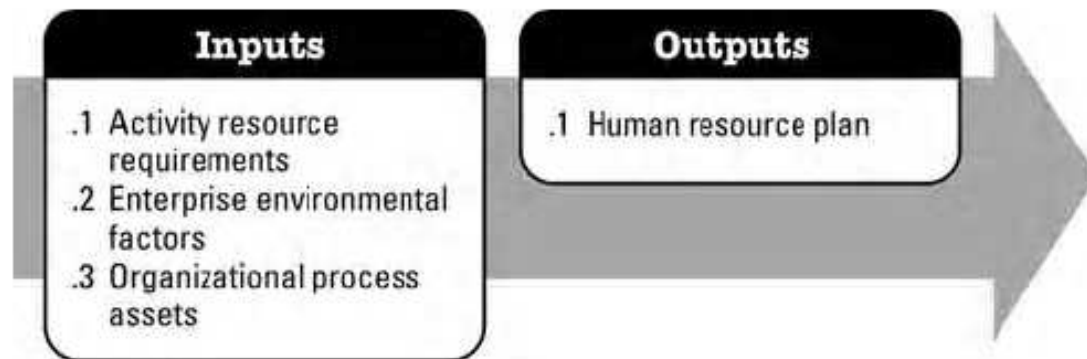 Inputs
.1 Activity resource
requirements
.2 Enterprise environmental
factors
.3 Organizational process
assets
Outputs
.1 Human resource plan